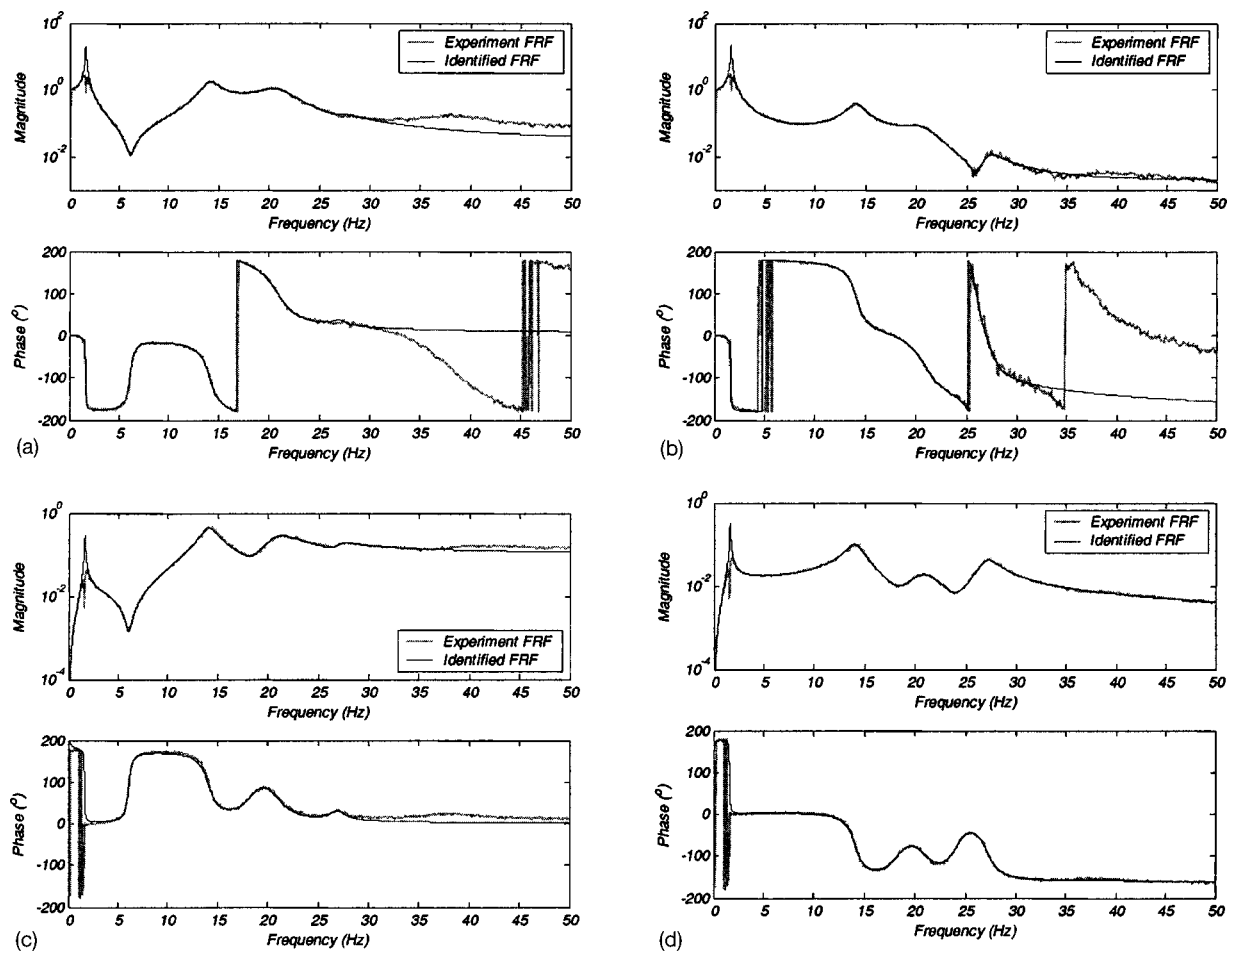 10^2
10^0
10^-2
Magnitude
Experiment FRF
Identified FRF
0 5 10 15 20 25 30 35 40 45 50
Frequency (Hz)
200
100
0
-100
-200
Phase (°)
0 5 10 15 20 25 30 35 40 45 50
Frequency (Hz)
(a)
10^2
10^0
10^-2
Magnitude
Experiment FRF
Identified FRF
0 5 10 15 20 25 30 35 40 45 50
Frequency (Hz)
200
100
0
-100
-200
Phase (°)
0 5 10 15 20 25 30 35 40 45 50
Frequency (Hz)
(b)
10^0
10^-2
10^-4
Magnitude
Experiment FRF
Identified FRF
0 5 10 15 20 25 30 35 40 45 50
Frequency (Hz)
200
100
0
-100
-200
Phase (°)
0 5 10 15 20 25 30 35 40 45 50
Frequency (Hz)
(c)
10^0
10^-2
10^-4
Magnitude
Experiment FRF
Identified FRF
0 5 10 15 20 25 30 35 40 45 50
Frequency (Hz)
200
100
0
-100
-200
Phase (°)
0 5 10 15 20 25 30 35 40 45 50
Frequency (Hz)
(d)